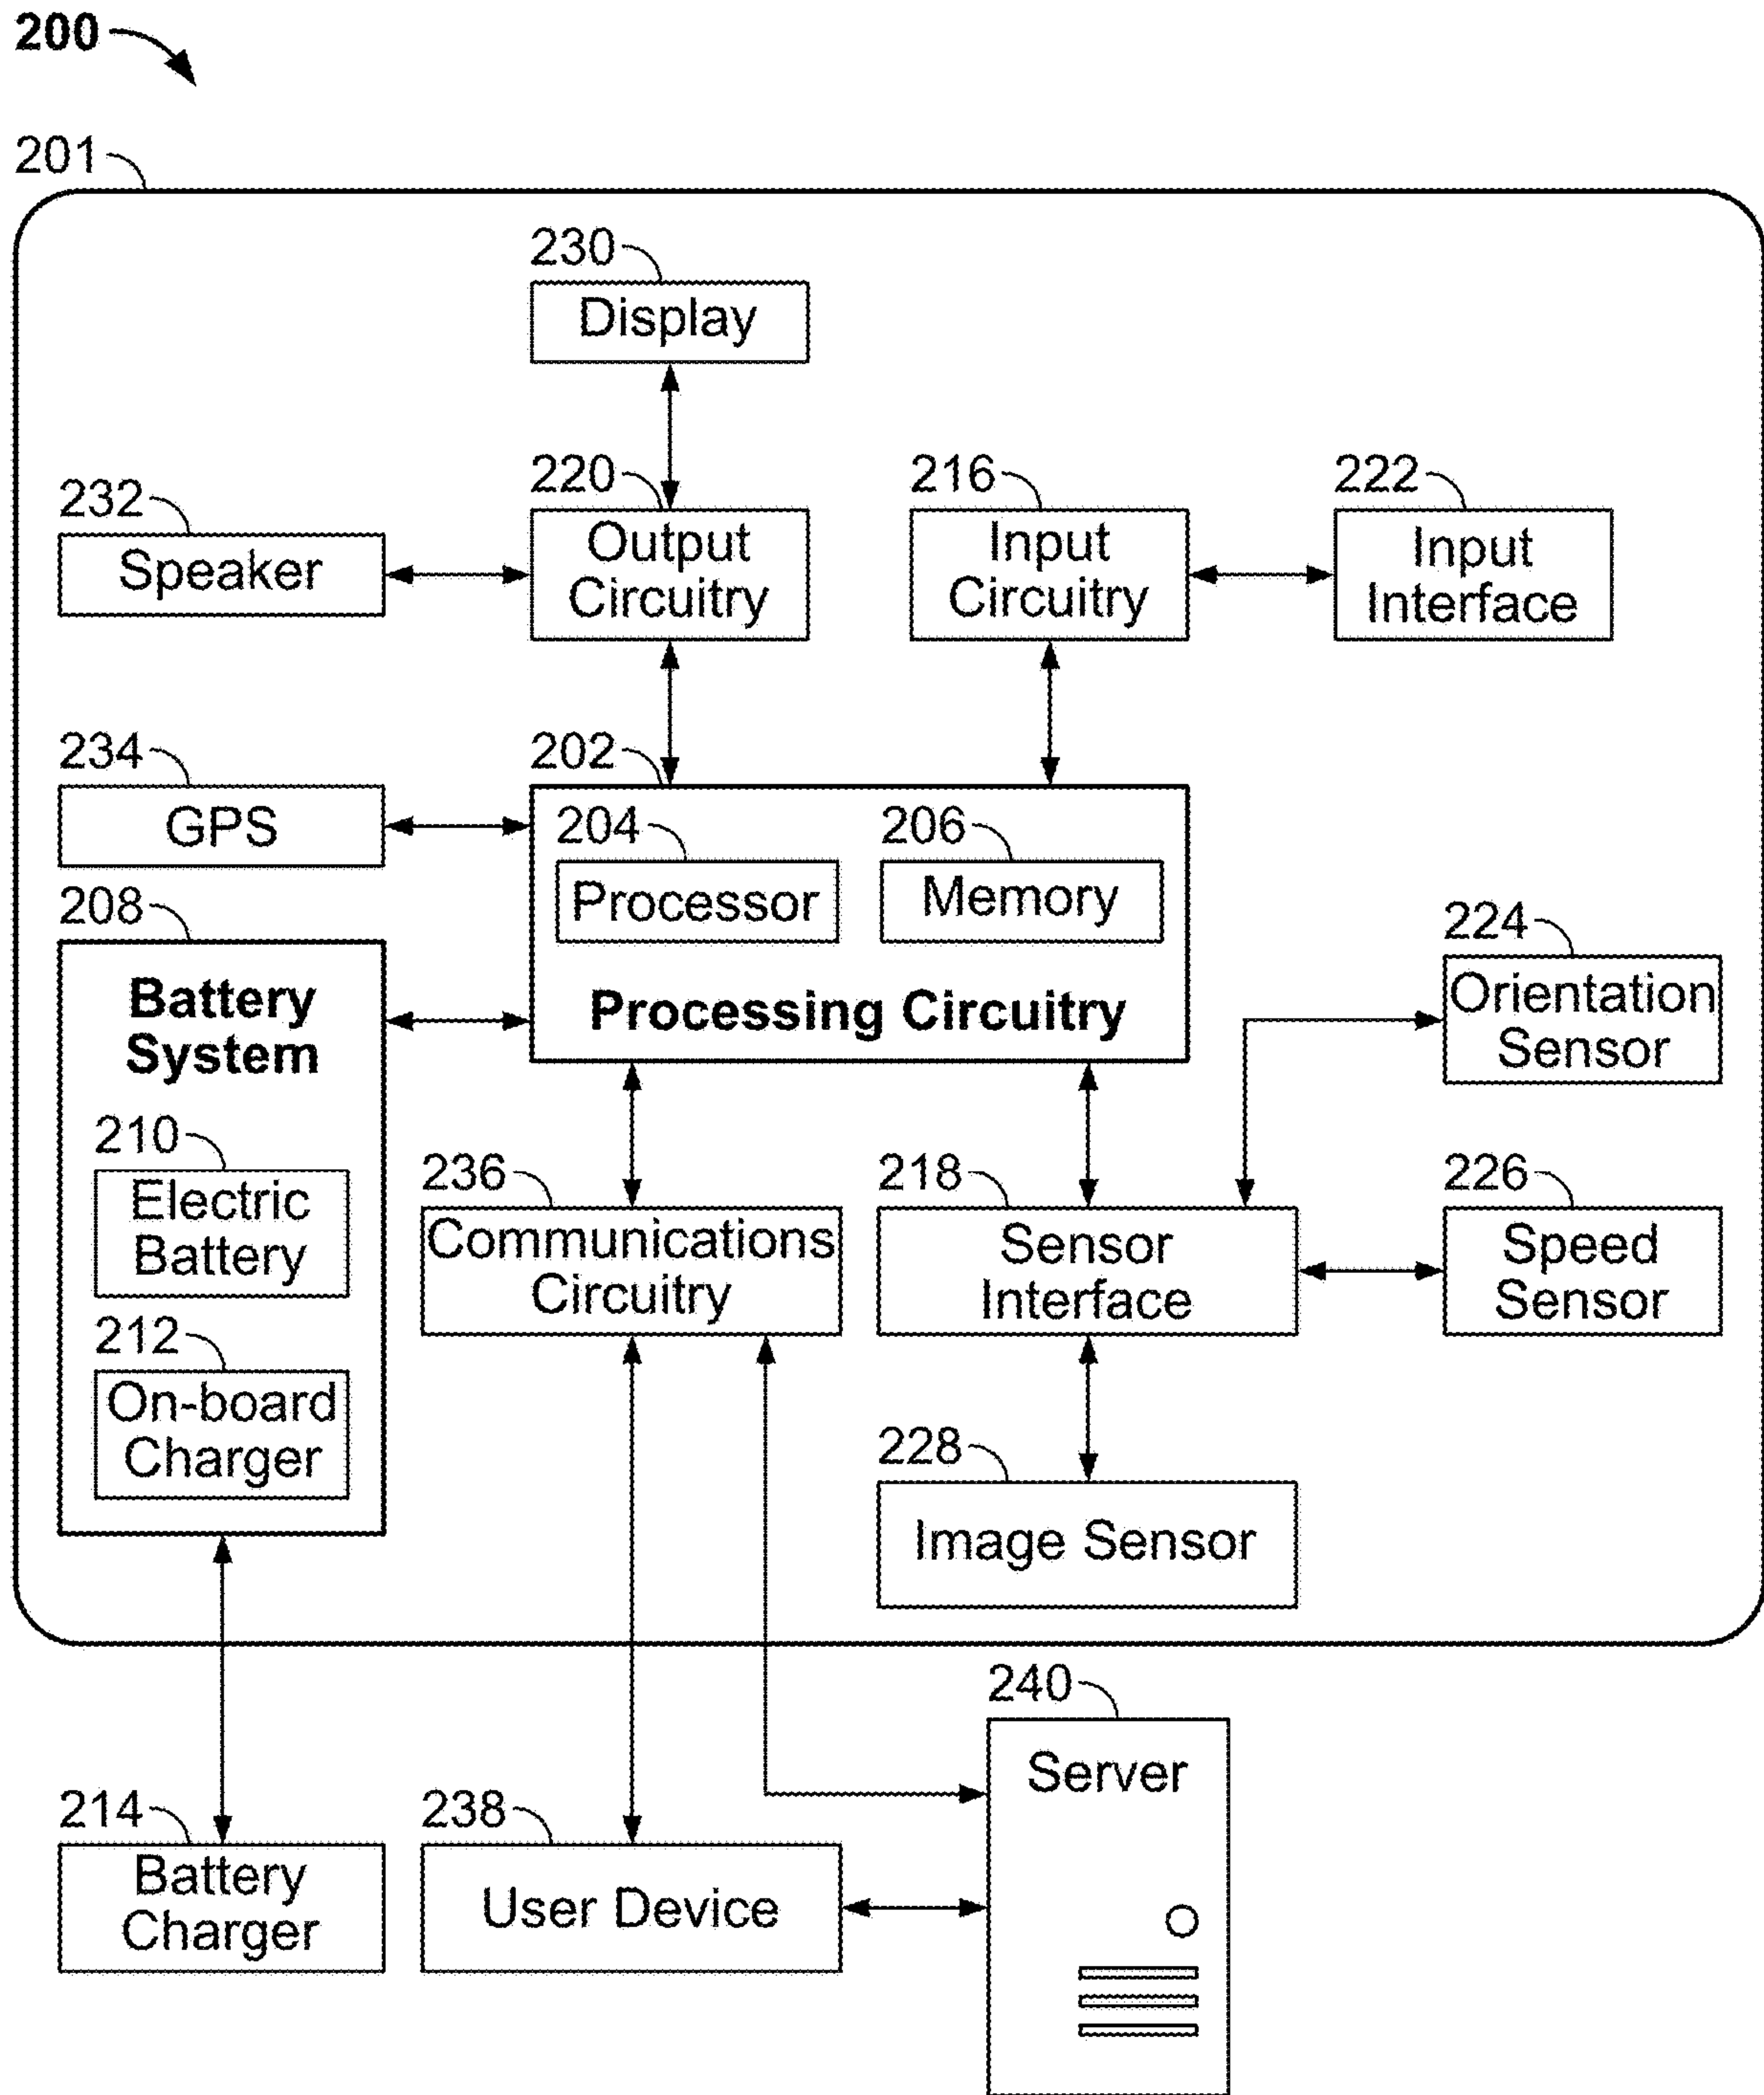 200
201
230
Display
232
Speaker
220
Output
Circuitry
216
Input
Circuitry
222
Input
Interface
234
GPS
202
204
Processor
206
Memory
Processing Circuitry
208
Battery
System
210
Electric
Battery
212
On-board
Charger
224
Orientation
Sensor
236
Communications
Circuitry
218
Sensor
Interface
226
Speed
Sensor
228
Image Sensor
240
Server
214
Battery
Charger
238
User Device